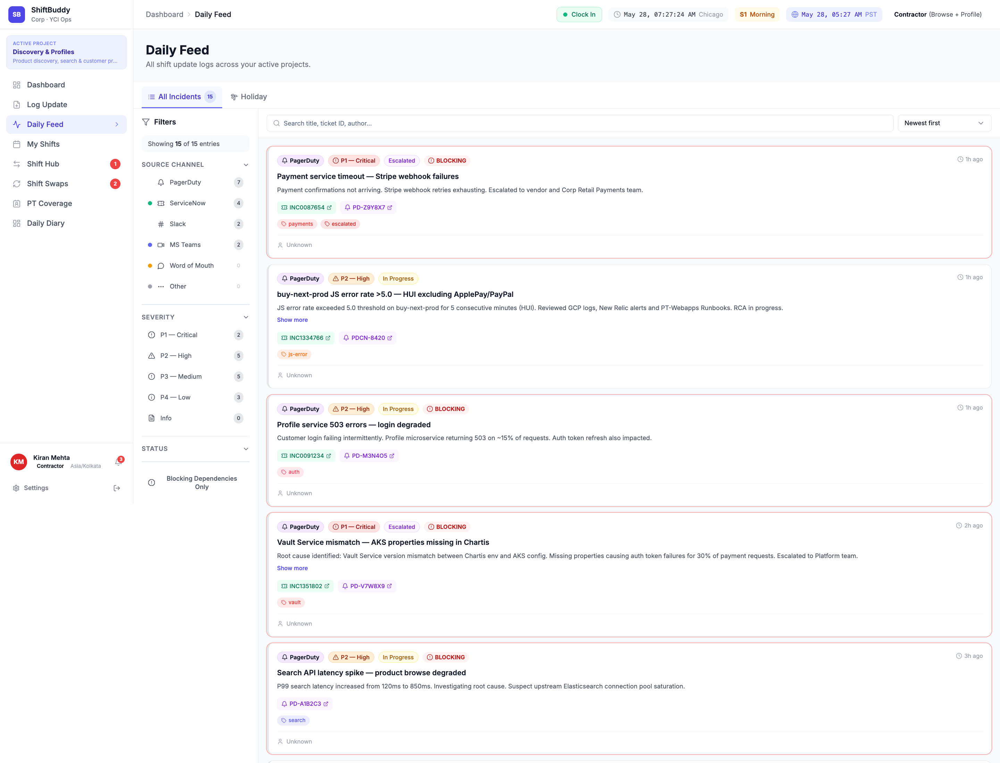 SB
ShiftBuddy
Corp · YCI Ops
Dashboard > Daily Feed
Clock In
May 28, 07:27:24 AM Chicago
S1 Morning
May 28, 05:27 AM PST
Contractor (Browse + Profile)
ACTIVE PROJECT
Discovery & Profiles
Product discovery, search & customer pr...
Dashboard
Log Update
Daily Feed
My Shifts
Shift Hub 1
Shift Swaps 2
PT Coverage
Daily Diary
KM
Kiran Mehta
Contractor Asia/Kolkata
3
Settings
Daily Feed
All shift update logs across your active projects.
All Incidents 15
Holiday
Filters
Showing 15 of 15 entries
SOURCE CHANNEL
PagerDuty 7
ServiceNow 4
# Slack 2
MS Teams 2
Word of Mouth 0
Other 0
SEVERITY
P1 — Critical 2
P2 — High 5
P3 — Medium 5
P4 — Low 3
Info 0
STATUS
Blocking Dependencies
Only
Search title, ticket ID, author...
Newest first
PagerDuty P1 — Critical Escalated BLOCKING 1h ago
Payment service timeout — Stripe webhook failures
Payment confirmations not arriving. Stripe webhook retries exhausting. Escalated to vendor and Corp Retail Payments team.
INC0087654 PD-Z9Y8X7
payments escalated
Unknown
PagerDuty P2 — High In Progress 1h ago
buy-next-prod JS error rate >5.0 — HUI excluding ApplePay/PayPal
JS error rate exceeded 5.0 threshold on buy-next-prod for 5 consecutive minutes (HUI). Reviewed GCP logs, New Relic alerts and PT-Webapps Runbooks. RCA in progress.
Show more
INC1334766 PDCN-8420
js-error
Unknown
PagerDuty P2 — High In Progress BLOCKING 1h ago
Profile service 503 errors — login degraded
Customer login failing intermittently. Profile microservice returning 503 on ~15% of requests. Auth token refresh also impacted.
INC0091234 PD-M3N4O5
auth
Unknown
PagerDuty P1 — Critical Escalated BLOCKING 2h ago
Vault Service mismatch — AKS properties missing in Chartis
Root cause identified: Vault Service version mismatch between Chartis env and AKS config. Missing properties causing auth token failures for 30% of payment requests. Escalated to Platform team.
Show more
INC1351802 PD-V7W8X9
vault
Unknown
PagerDuty P2 — High In Progress BLOCKING 3h ago
Search API latency spike — product browse degraded
P99 search latency increased from 120ms to 850ms. Investigating root cause. Suspect upstream Elasticsearch connection pool saturation.
PD-A1B2C3
search
Unknown